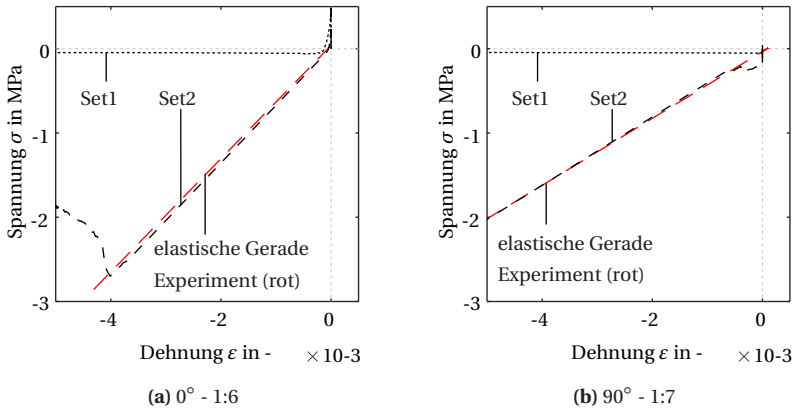 Spannung σ in MPa
0
-1
-2
-3
-4
-2
0
Set1
Set2
elastische Gerade
Experiment (rot)
Dehnung ε in -
×10-3
(a) 0° - 1:6
Spannung σ in MPa
0
-1
-2
-3
-4
-2
0
Set1
Set2
elastische Gerade
Experiment (rot)
Dehnung ε in -
×10-3
(b) 90° - 1:7